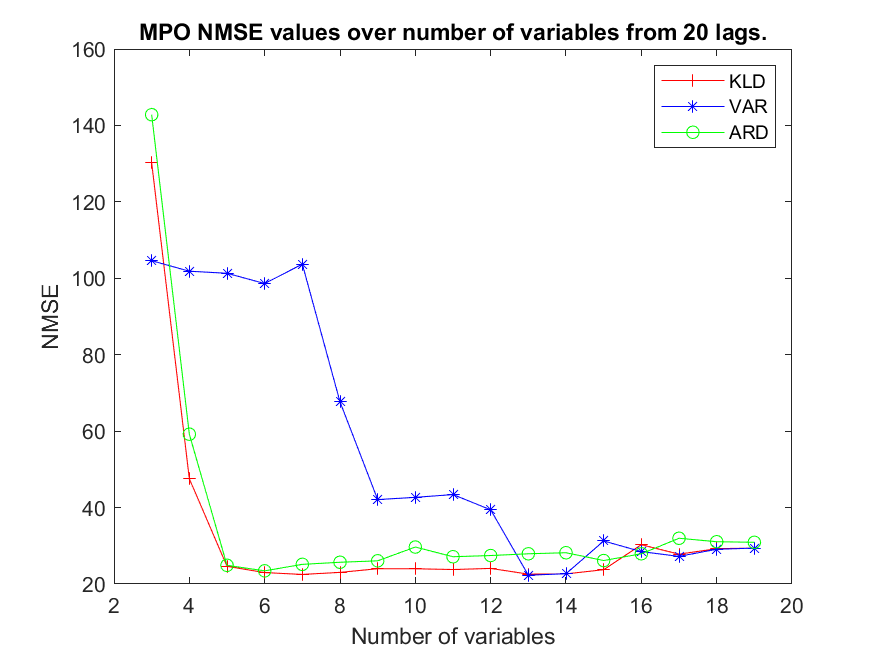 MPO NMSE values over number of variables from 20 lags.
160
140
120
100
80
60
40
20
NMSE
KLD
VAR
ARD
2 4 6 8 10 12 14 16 18 20
Number of variables